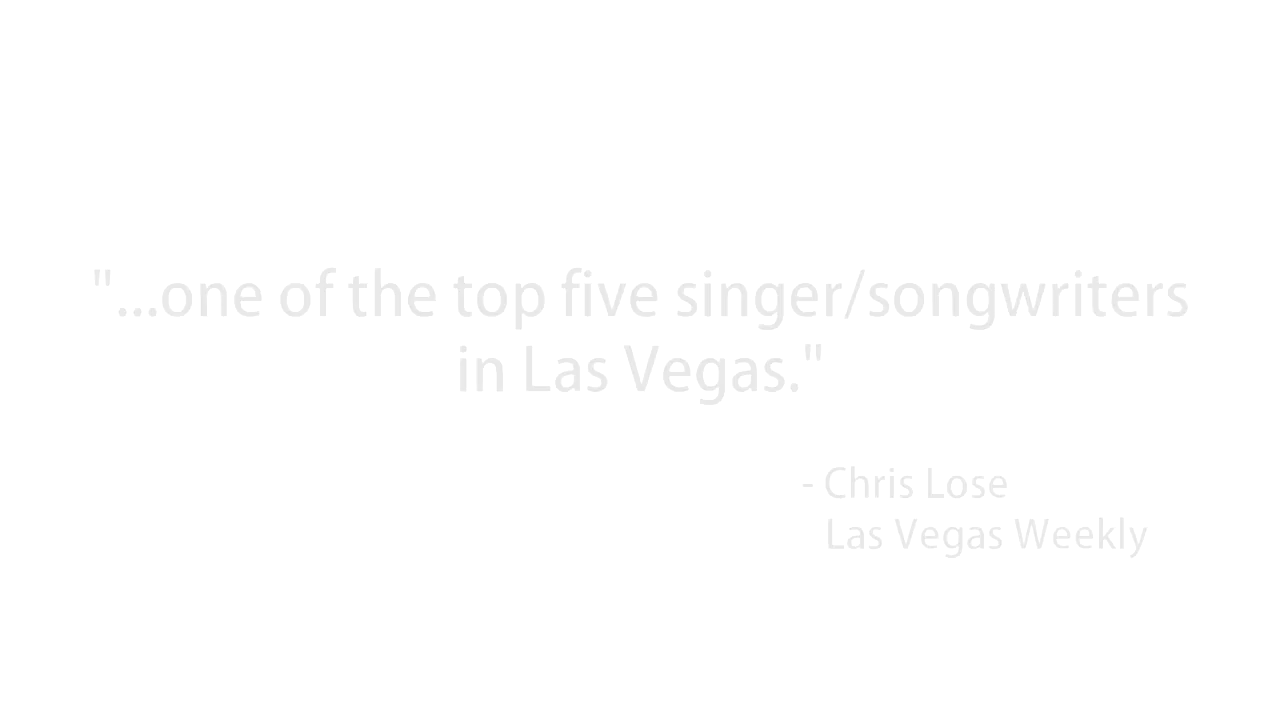 "...one of the top five singer/songwriters
in Las Vegas."
- Chris Lose
Las Vegas Weekly